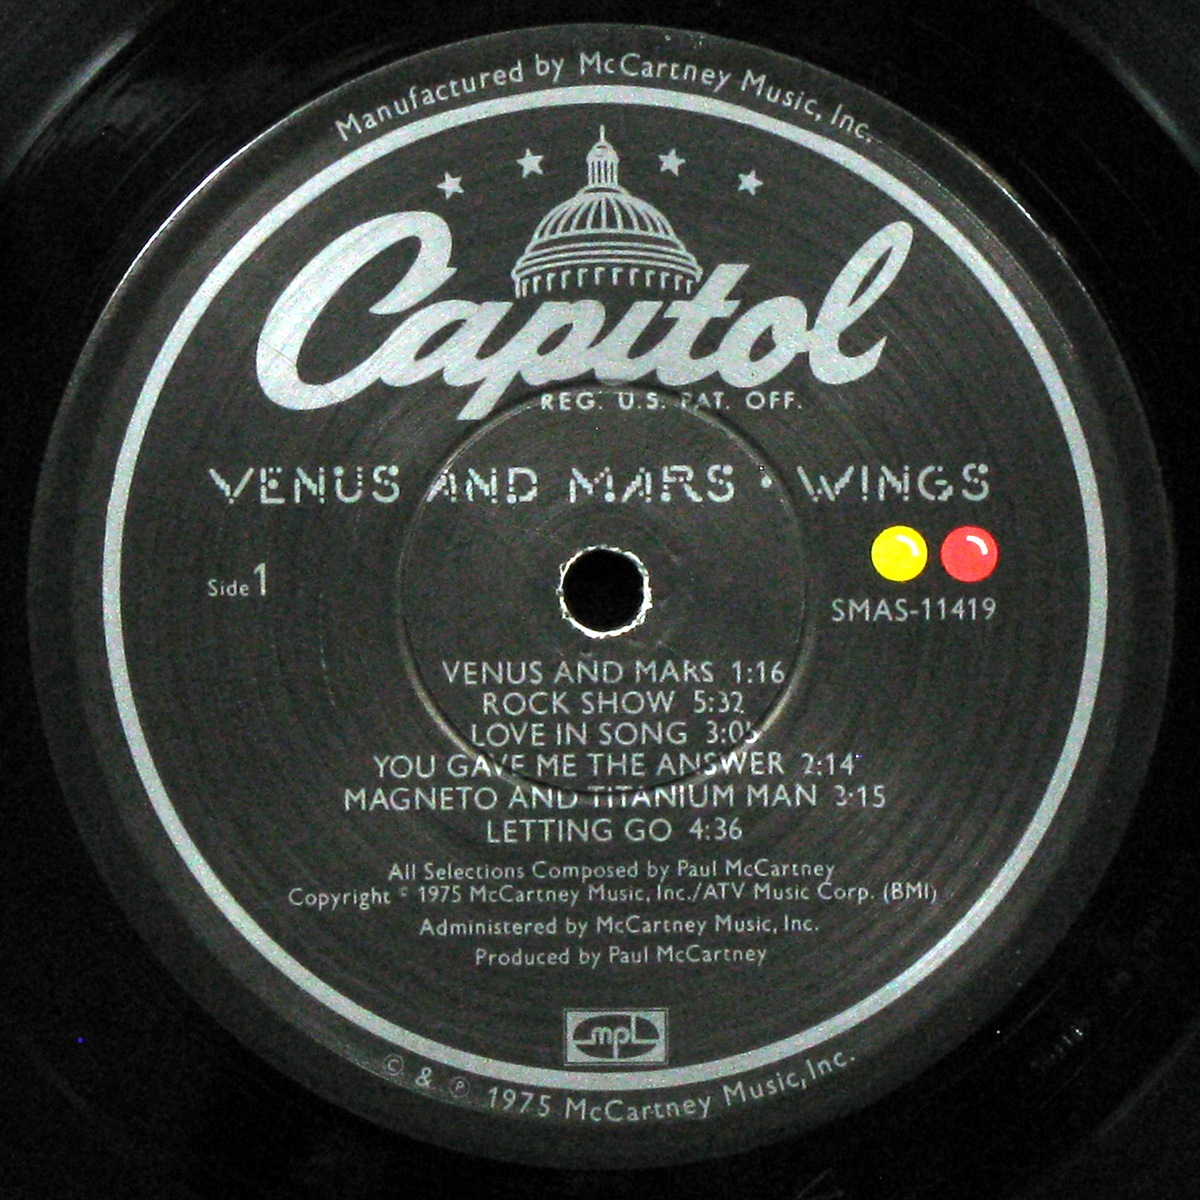 Manufactured by McCartney Music, Inc.
Capitol
REG. U.S. PAT. OFF.
VENUS AND MARS · WINGS
Side 1
SMAS-11419
VENUS AND MARS 1:16
ROCK SHOW 5:32
LOVE IN SONG 3:05
YOU GAVE ME THE ANSWER 2:14
MAGNETO AND TITANIUM MAN 3:15
LETTING GO 4:36
All Selections Composed by Paul McCartney
Copyright © 1975 McCartney Music, Inc./ATV Music Corp. (BMI)
Administered by McCartney Music, Inc.
Produced by Paul McCartney
mpl
© & ℗ 1975 McCartney Music, Inc.